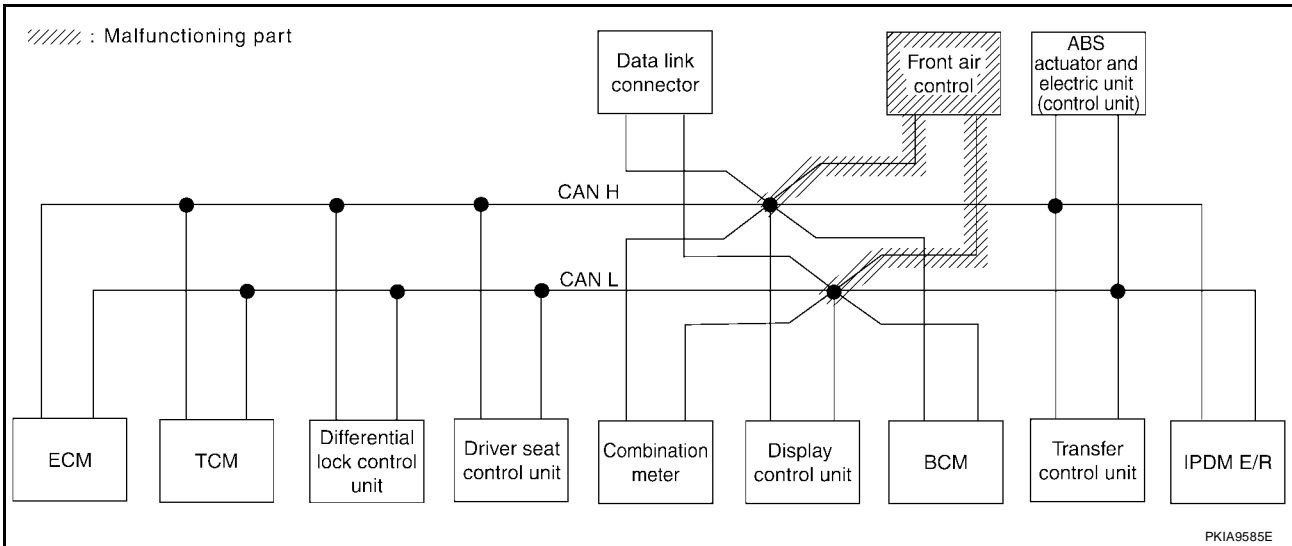 : Malfunctioning part
Data link
connector
Front air
control
ABS
actuator and
electric unit
(control unit)
CAN H
CAN L
ECM
TCM
Differential
lock control
unit
Driver seat
control unit
Combination
meter
Display
control unit
BCM
Transfer
control unit
IPDM E/R
PKIA9585E